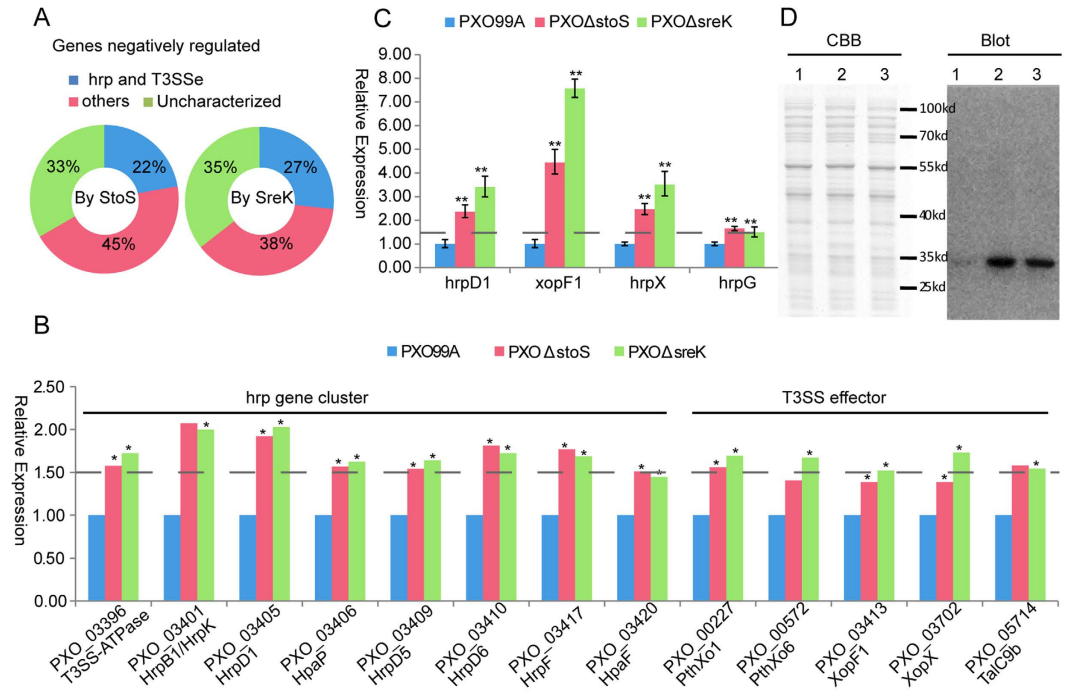 A
Genes negatively regulated
hrp and T3SSe
others Uncharacterized
33% 22% 45% By StoS
35% 27% 38% By SreK
C
PXO99A PXOΔstoS PXOΔsreK
Relative Expression
9.00
8.00
7.00
6.00
5.00
4.00
3.00
2.00
1.00
0.00
** ** ** ** ** ** ** **
hrpD1 xopF1 hrpX hrpG
D
CBB Blot
1 2 3 1 2 3
100kd
70kd
55kd
40kd
35kd
25kd
B
PXO99A PXOΔstoS PXOΔsreK
hrp gene cluster T3SS effector
Relative Expression
2.50
2.00
1.50
1.00
0.50
0.00
* * * * * * * * * * * * * * * * * * * * * * *
PXO_03396
T3SS-ATPase
PXO_03401
HrpB1/HrpK
PXO_03405
HrpD1
PXO_03406
HpaP
PXO_03409
HrpD5
PXO_03410
HrpD6
PXO_03417
HrpF
PXO_03420
HpaF
PXO_00227
PthXo1
PXO_00572
PthXo6
PXO_03413
XopF1
PXO_03702
XopX
PXO_05714
TalC9b